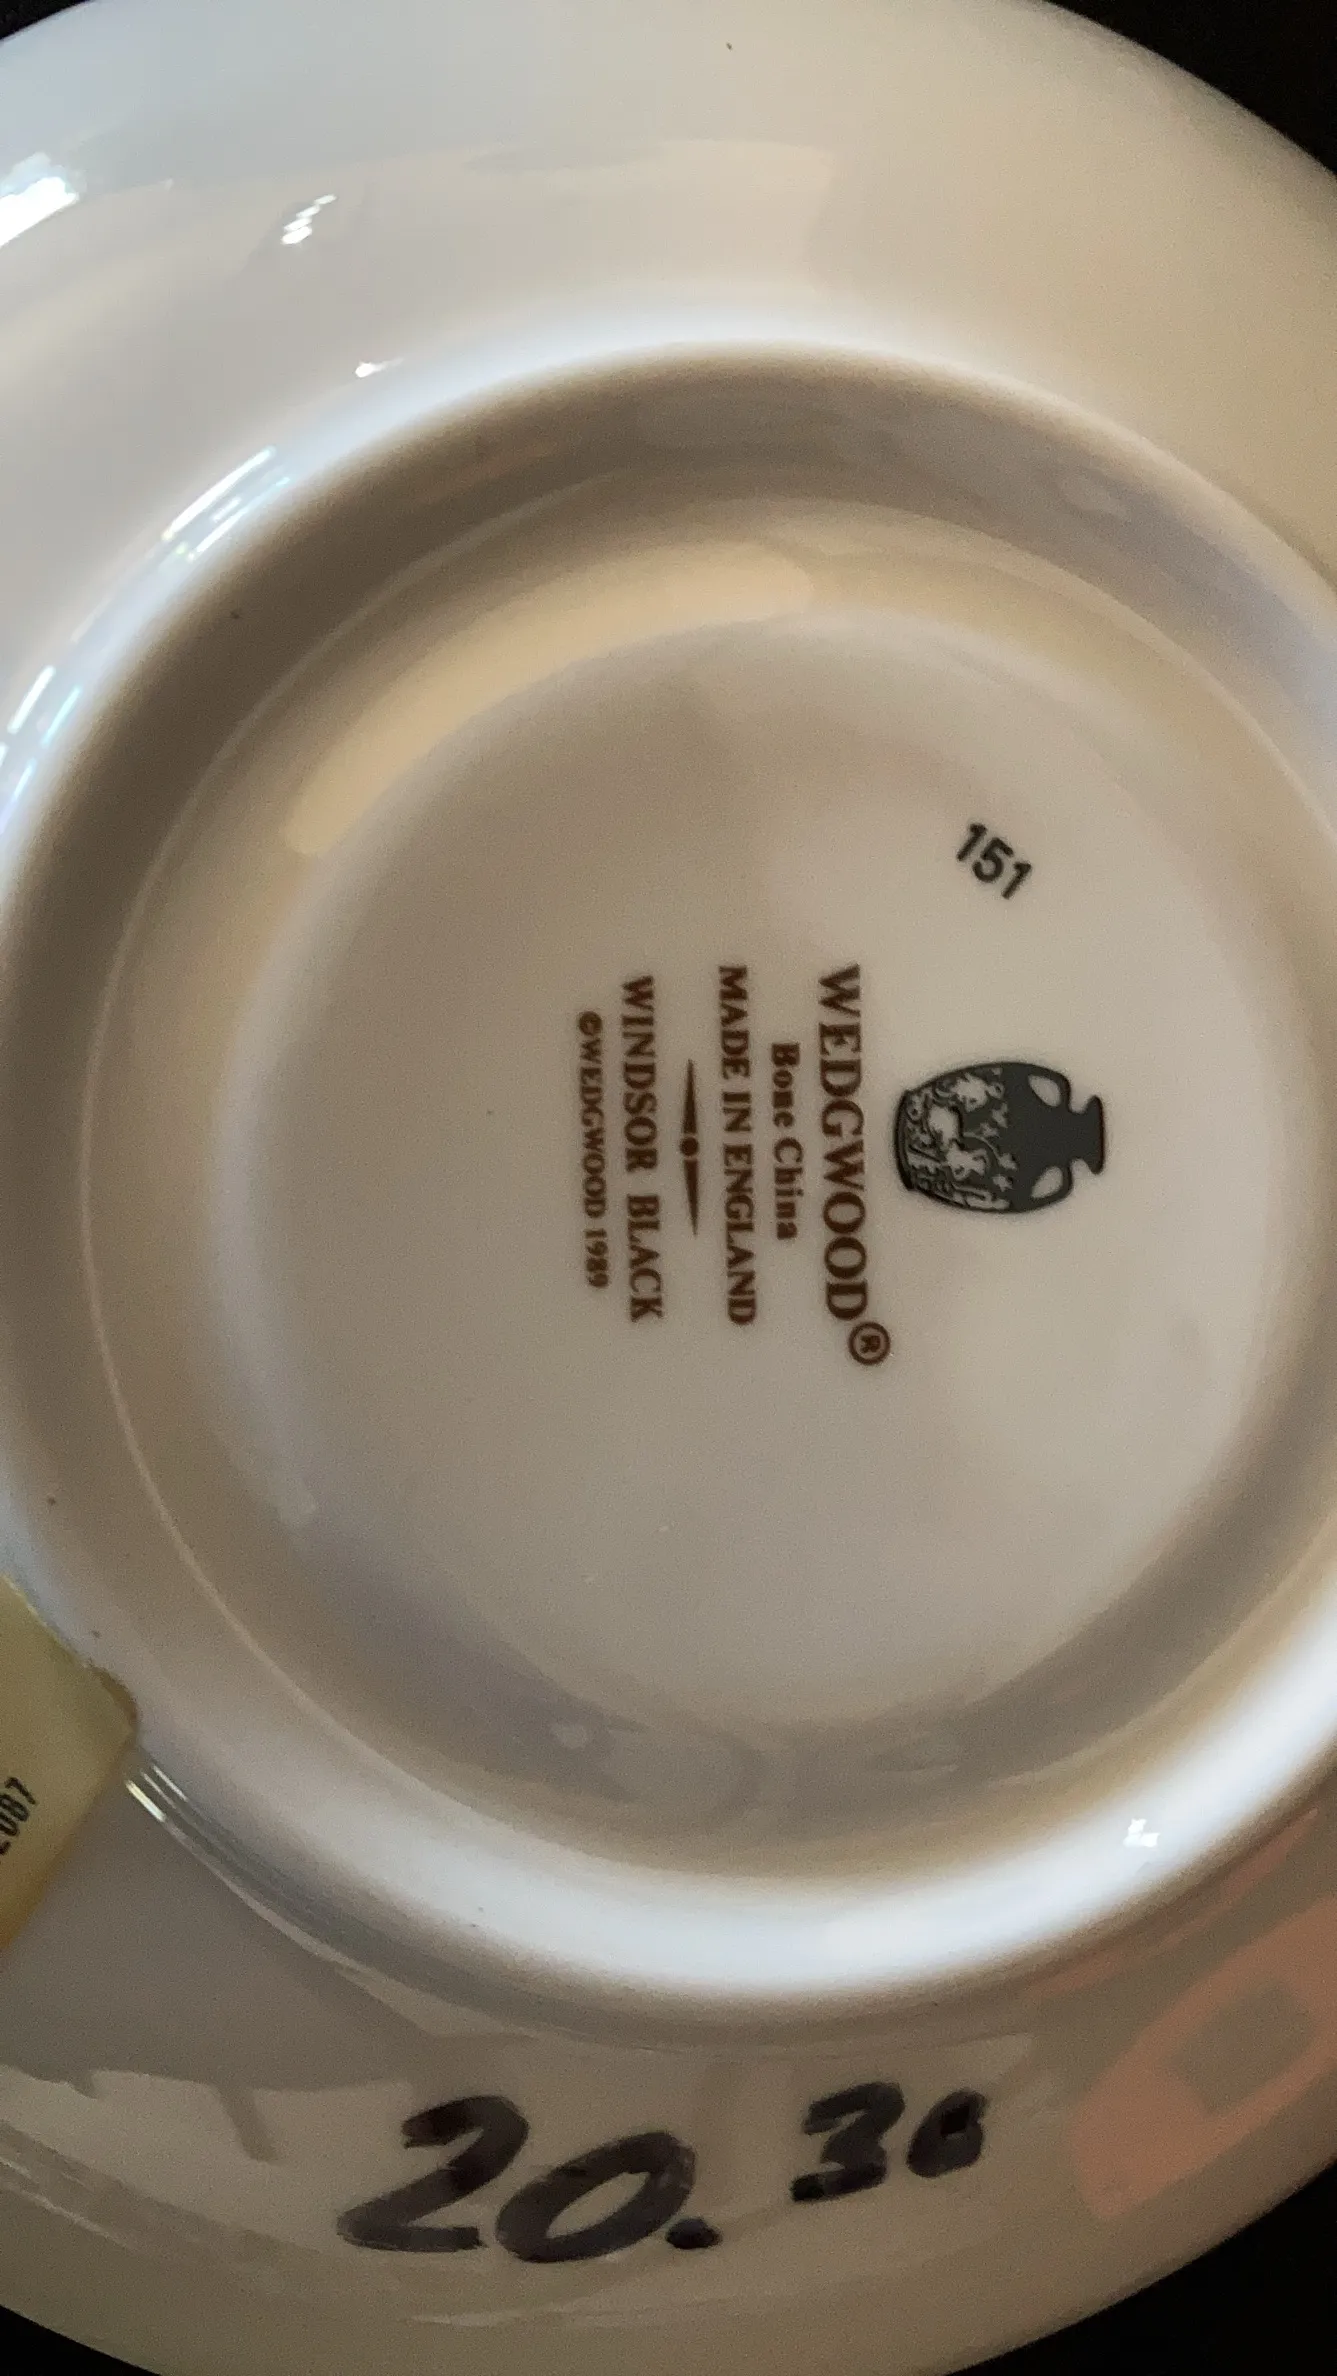 151
WEDGWOOD®
Bone China
MADE IN ENGLAND
WINDSOR BLACK
©WEDGWOOD 1989
20.30